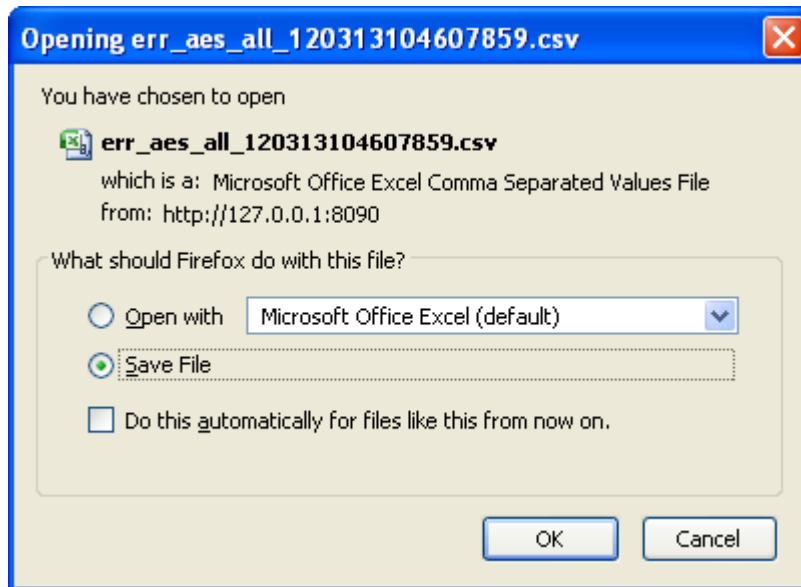 Opening err_aes_all_120313104607859.csv
You have chosen to open
err_aes_all_120313104607859.csv
which is a: Microsoft Office Excel Comma Separated Values File
from: http://127.0.0.1:8090
What should Firefox do with this file?
Open with Microsoft Office Excel (default)
Save File
Do this automatically for files like this from now on.
OK Cancel